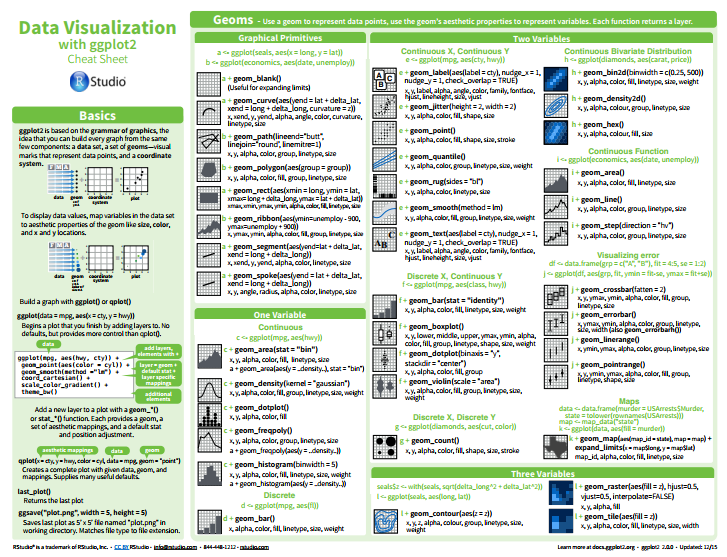 Data Visualization
with ggplot2
Cheat Sheet
R Studio
Basics
ggplot2 is based on the grammar of graphics, the
idea that you can build every graph from the same
few components: a data set, a set of geoms—visual
marks that represent data points, and a coordinate
system.
data geom coordinate system plot
To display data values, map variables in the data set
to aesthetic properties of the geom like size, color,
and x and y locations.
data geom coordinate system plot
Build a graph with ggplot() or qplot()
ggplot(data = mpg, aes(x = cty, y = hwy))
Begins a plot that you finish by adding layers to. No
defaults, but provides more control than qplot().
data
ggplot(mpg, aes(hwy, cty)) +
geom_point(aes(color = cyl)) +
geom_smooth(method ="lm") +
coord_cartesian() +
scale_color_gradient() +
theme_bw()
add layers,
elements with +
layer = geom +
default stat +
layer specific
mappings
additional
elements
Add a new layer to a plot with a geom_*()
or stat_*() function. Each provides a geom, a
set of aesthetic mappings, and a default stat
and position adjustment.
aesthetic mappings data geom
qplot(x = cty, y = hwy, color = cyl, data = mpg, geom = "point")
Creates a complete plot with given data, geom, and
mappings. Supplies many useful defaults.
last_plot()
Returns the last plot
ggsave("plot.png", width = 5, height = 5)
Saves last plot as 5' x 5' file named "plot.png" in
working directory. Matches file type to file extension.
Geoms - Use a geom to represent data points, use the geom's aesthetic properties to represent variables. Each function returns a layer.
Graphical Primitives
a <- ggplot(seals, aes(x = long, y = lat))
b <- ggplot(economics, aes(date, unemploy))
a + geom_blank()
(Useful for expanding limits)
a + geom_curve(aes(yend = lat + delta_lat,
xend = long + delta_long, curvature = z))
x, xend, y, yend, alpha, angle, color, curvature,
linetype, size
b + geom_path(lineend="butt",
linejoin="round", linemitre=1)
x, y, alpha, color, group, linetype, size
b + geom_polygon(aes(group = group))
x, y, alpha, color, fill, group, linetype, size
a + geom_rect(aes(xmin = long, ymin = lat,
xmax= long + delta_long, ymax = lat + delta_lat))
xmax, xmin, ymax, ymin, alpha, color, fill, linetype, size
b + geom_ribbon(aes(ymin=unemploy - 900,
ymax=unemploy + 900))
x, ymax, ymin, alpha, color, fill, group, linetype, size
a + geom_segment(aes(yend=lat + delta_lat,
xend = long + delta_long))
x, xend, y, yend, alpha, color, linetype, size
a + geom_spoke(aes(yend = lat + delta_lat,
xend = long + delta_long))
x, y, angle, radius, alpha, color, linetype, size
One Variable
Continuous
c <- ggplot(mpg, aes(hwy))
c + geom_area(stat = "bin")
x, y, alpha, color, fill, linetype, size
a + geom_area(aes(y = ..density..), stat = "bin")
c + geom_density(kernel = "gaussian")
x, y, alpha, color, fill, group, linetype, size,
weight
c + geom_dotplot()
x, y, alpha, color, fill
c + geom_freqpoly()
x, y, alpha, color, group, linetype, size
a + geom_freqpoly(aes(y = ..density..))
c + geom_histogram(binwidth = 5)
x, y, alpha, color, fill, linetype, size, weight
a + geom_histogram(aes(y = ..density..))
Discrete
d <- ggplot(mpg, aes(fl))
d + geom_bar()
x, alpha, color, fill, linetype, size, weight
Two Variables
Continuous X, Continuous Y
e <- ggplot(mpg, aes(cty, hwy))
e + geom_label(aes(label = cty), nudge_x = 1,
nudge_y = 1, check_overlap = TRUE)
x, y, label, alpha, angle, color, family, fontface,
hjust, lineheight, size, vjust
e + geom_jitter(height = 2, width = 2)
x, y, alpha, color, fill, shape, size
e + geom_point()
x, y, alpha, color, fill, shape, size, stroke
e + geom_quantile()
x, y, alpha, color, group, linetype, size, weight
e + geom_rug(sides = "bl")
x, y, alpha, color, linetype, size
e + geom_smooth(method = lm)
x, y, alpha, color, fill, group, linetype, size, weight
e + geom_text(aes(label = cty), nudge_x = 1,
nudge_y = 1, check_overlap = TRUE)
x, y, label, alpha, angle, color, family, fontface,
hjust, lineheight, size, vjust
Discrete X, Continuous Y
f <- ggplot(mpg, aes(class, hwy))
f + geom_bar(stat = "identity")
x, y, alpha, color, fill, linetype, size, weight
f + geom_boxplot()
x, y, lower, middle, upper, ymax, ymin, alpha,
color, fill, group, linetype, shape, size, weight
f + geom_dotplot(binaxis = "y",
stackdir = "center")
x, y, alpha, color, fill, group
f + geom_violin(scale = "area")
x, y, alpha, color, fill, group, linetype, size,
weight
Discrete X, Discrete Y
g <- ggplot(diamonds, aes(cut, color))
g + geom_count()
x, y, alpha, color, fill, shape, size, stroke
Continuous Bivariate Distribution
h <- ggplot(diamonds, aes(carat, price))
h + geom_bin2d(binwidth = c(0.25, 500))
x, y, alpha, color, fill, linetype, size, weight
h + geom_density2d()
x, y, alpha, colour, group, linetype, size
h + geom_hex()
x, y, alpha, colour, fill, size
Continuous Function
i <- ggplot(economics, aes(date, unemploy))
i + geom_area()
x, y, alpha, color, fill, linetype, size
i + geom_line()
x, y, alpha, color, group, linetype, size
i + geom_step(direction = "hv")
x, y, alpha, color, group, linetype, size
Visualizing error
df <- data.frame(grp = c("A", "B"), fit = 4:5, se = 1:2)
j <- ggplot(df, aes(grp, fit, ymin = fit-se, ymax = fit+se))
j + geom_crossbar(fatten = 2)
x, y, ymax, ymin, alpha, color, fill, group, linetype,
size
j + geom_errorbar()
x, ymax, ymin, alpha, color, group, linetype,
size, width (also geom_errorbarh())
j + geom_linerange()
x, ymin, ymax, alpha, color, group, linetype, size
j + geom_pointrange()
x, y, ymin, ymax, alpha, color, fill, group, linetype,
shape, size
Maps
data <- data.frame(murder = USArrests$Murder,
state = tolower(rownames(USArrests)))
map <- map_data("state")
k <- ggplot(data, aes(fill = murder))
k + geom_map(aes(map_id = state), map = map) +
expand_limits(x = map$long, y = map$lat)
map_id, alpha, color, fill, linetype, size
Three Variables
seals$z <- with(seals, sqrt(delta_long^2 + delta_lat^2))
l <- ggplot(seals, aes(long, lat))
l + geom_contour(aes(z = z))
x, y, z, alpha, colour, group, linetype, size, weight
l + geom_raster(aes(fill = z), hjust=0.5,
vjust=0.5, interpolate=FALSE)
x, y, alpha, fill
l + geom_tile(aes(fill = z))
x, y, alpha, color, fill, linetype, size, width
RStudio® is a trademark of RStudio, Inc. • CC BY RStudio • info@rstudio.com • 844-448-1212 • rstudio.com
Learn more at docs.ggplot2.org • ggplot2 2.0.0 • Updated: 12/15